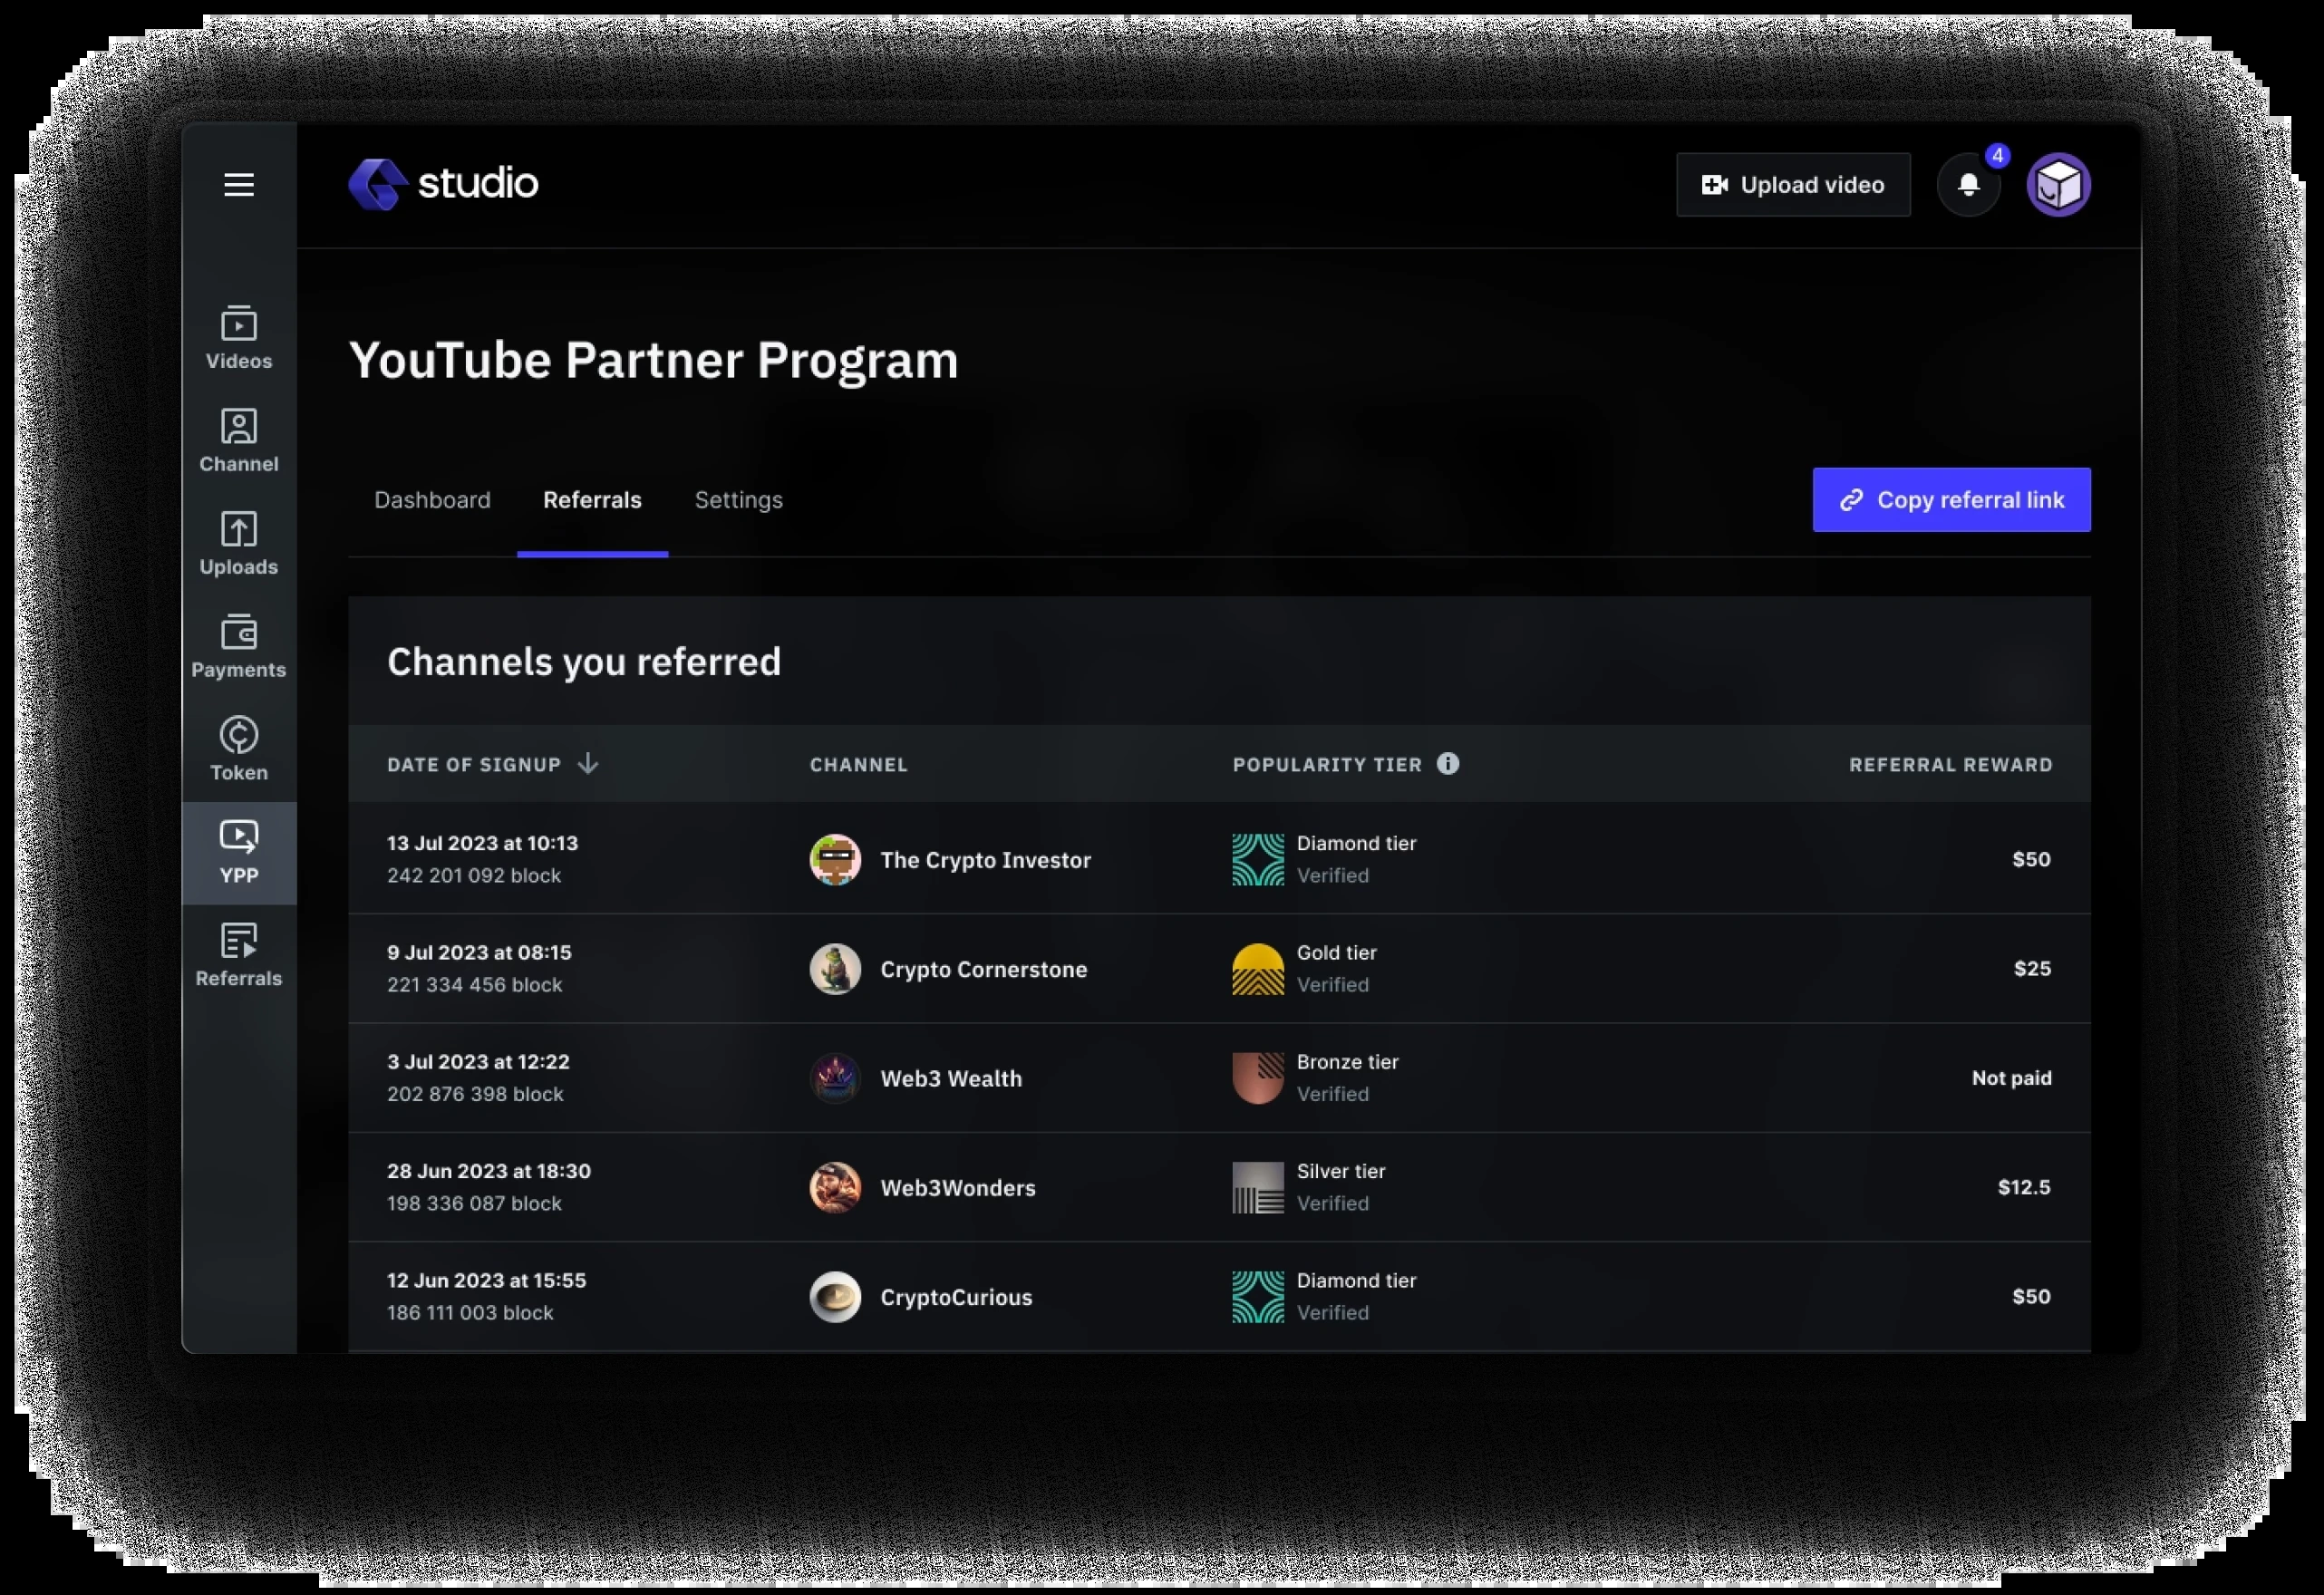 studio
Upload video
4
Videos
Channel
Uploads
Payments
Token
YPP
Referrals
YouTube Partner Program
Dashboard Referrals Settings
Copy referral link
Channels you referred
DATE OF SIGNUP CHANNEL POPULARITY TIER REFERRAL REWARD
13 Jul 2023 at 10:13
242 201 092 block
The Crypto Investor
Diamond tier
Verified
$50
9 Jul 2023 at 08:15
221 334 456 block
Crypto Cornerstone
Gold tier
Verified
$25
3 Jul 2023 at 12:22
202 876 398 block
Web3 Wealth
Bronze tier
Verified
Not paid
28 Jun 2023 at 18:30
198 336 087 block
Web3Wonders
Silver tier
Verified
$12.5
12 Jun 2023 at 15:55
186 111 003 block
CryptoCurious
Diamond tier
Verified
$50